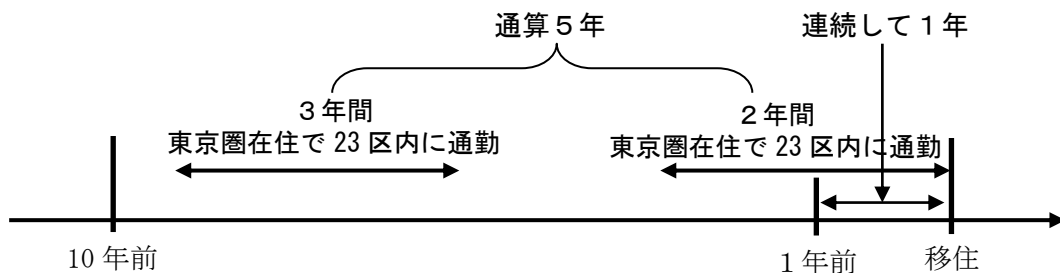 通算５年
連続して１年
３年間
東京圏在住で 23 区内に通勤
２年間
東京圏在住で 23 区内に通勤
10 年前
１年前
移住